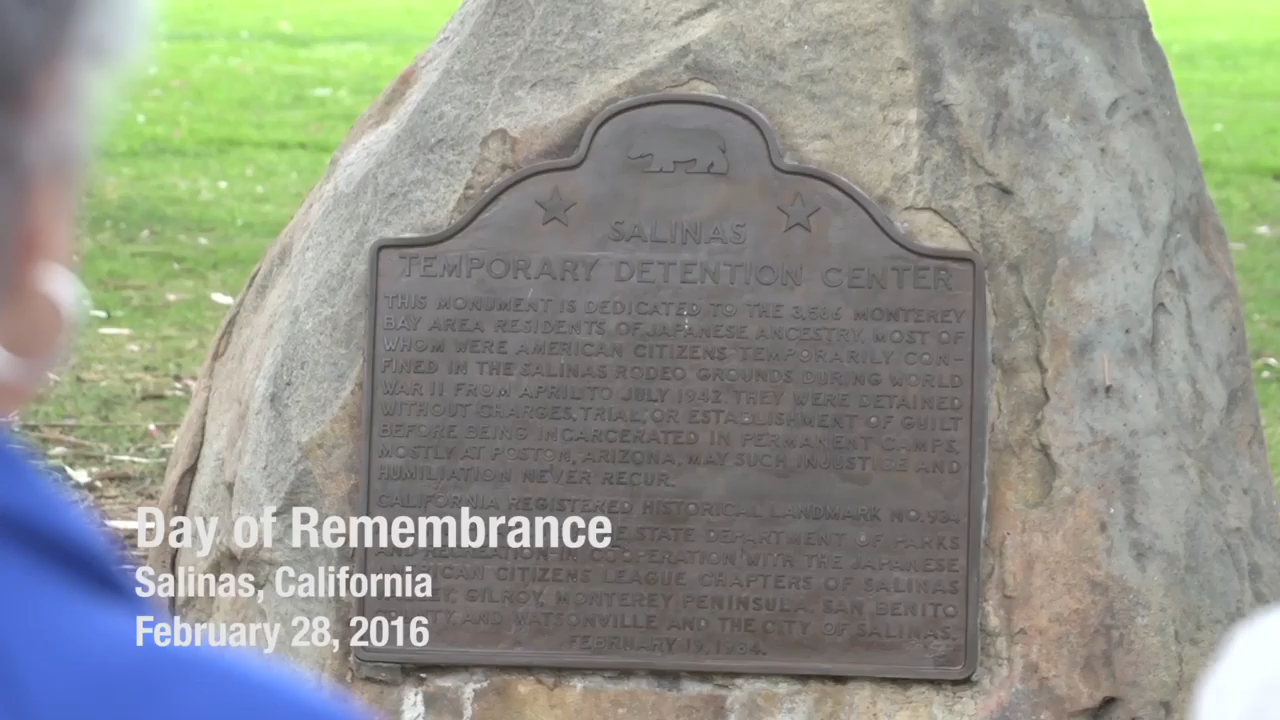 SALINAS
TEMPORARY DETENTION CENTER
THIS MONUMENT IS DEDICATED TO THE 3,586 MONTEREY
BAY AREA RESIDENTS OF JAPANESE ANCESTRY, MOST OF
WHOM WERE AMERICAN CITIZENS, TEMPORARILY CON-
FINED IN THE SALINAS RODEO GROUNDS DURING WORLD
WAR II FROM APRIL TO JULY 1942. THEY WERE DETAINED
WITHOUT CHARGES, TRIAL, OR ESTABLISHMENT OF GUILT
BEFORE BEING INCARCERATED IN PERMANENT CAMPS,
MOSTLY AT POSTON, ARIZONA. MAY SUCH INJUSTICE AND
HUMILIATION NEVER RECUR.
CALIFORNIA REGISTERED HISTORICAL LANDMARK NO. 934
STATE DEPARTMENT OF PARKS
AND RECREATION IN COOPERATION WITH THE JAPANESE
AMERICAN CITIZENS LEAGUE CHAPTERS OF SALINAS
GILROY, MONTEREY PENINSULA, SAN BENITO
AND WATSONVILLE AND THE CITY OF SALINAS.
FEBRUARY 19, 1984.
Day of Remembrance
Salinas, California
February 28, 2016